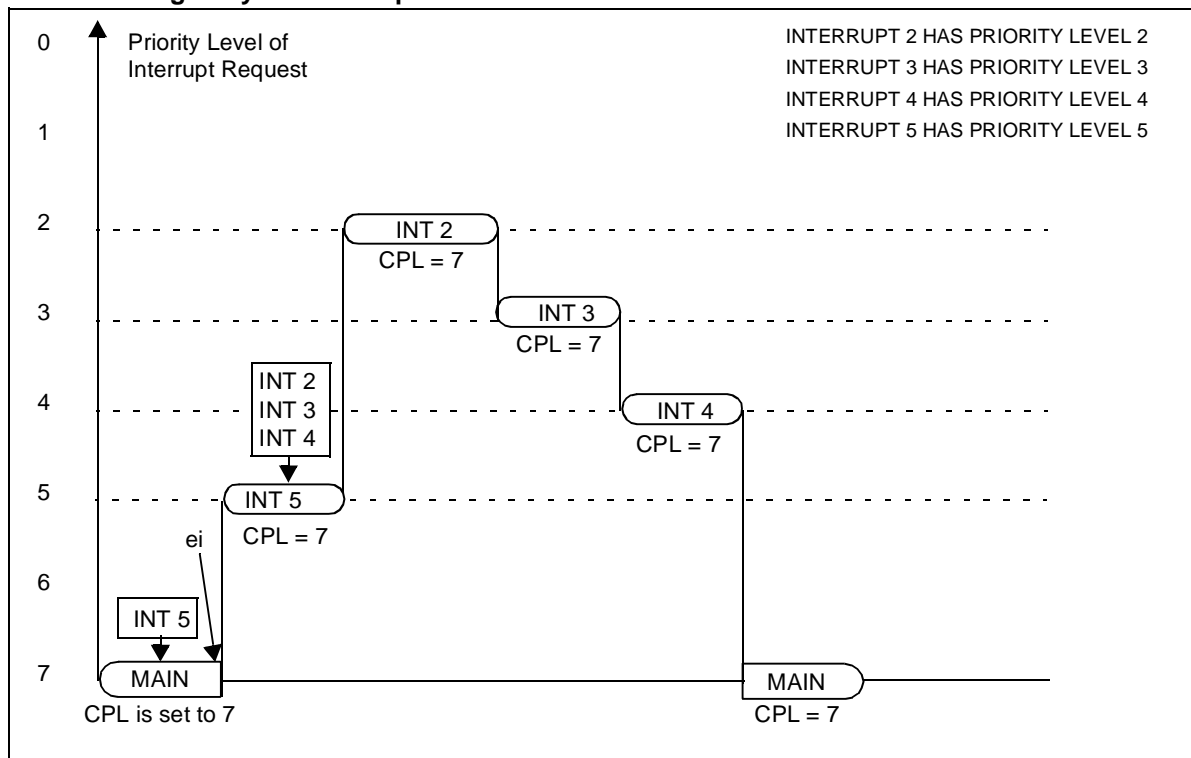 0
Priority Level of
Interrupt Request
INTERRUPT 2 HAS PRIORITY LEVEL 2
INTERRUPT 3 HAS PRIORITY LEVEL 3
INTERRUPT 4 HAS PRIORITY LEVEL 4
INTERRUPT 5 HAS PRIORITY LEVEL 5
1
2
INT 2
CPL = 7
3
INT 3
CPL = 7
INT 2
INT 3
INT 4
4
INT 4
CPL = 7
5
INT 5
CPL = 7
ei
6
INT 5
7
MAIN
CPL is set to 7
MAIN
CPL = 7